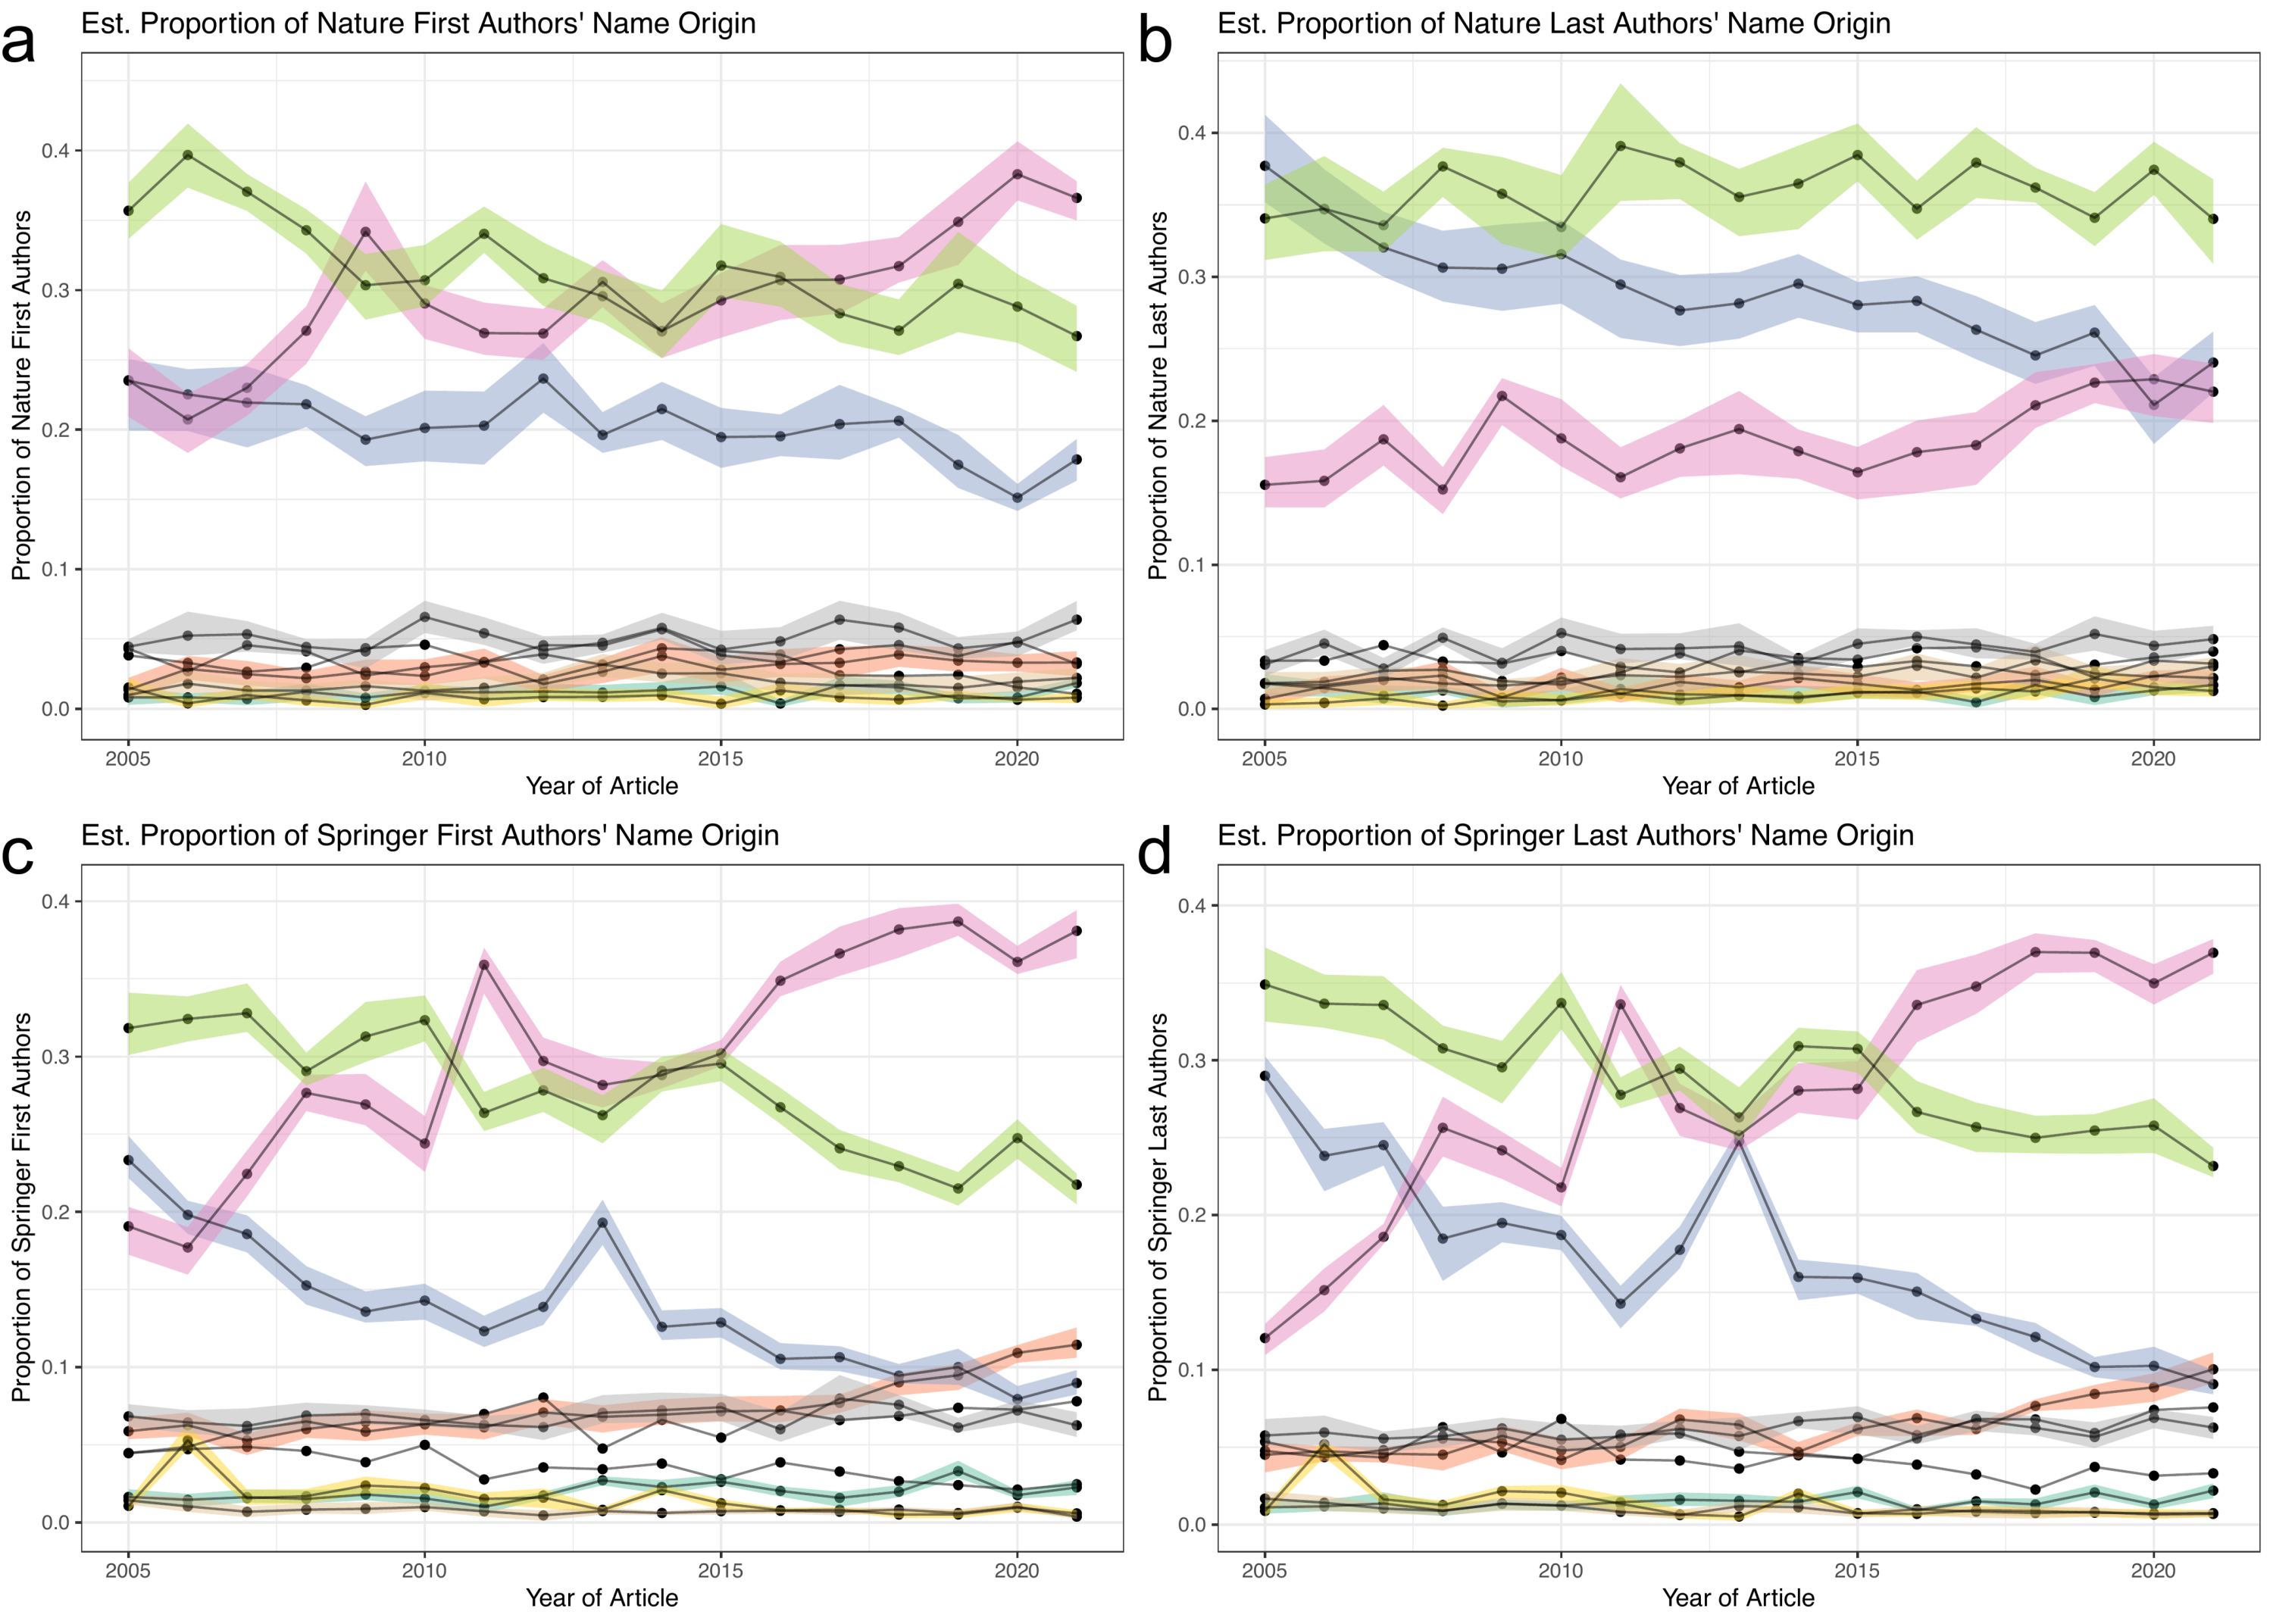 a
Est. Proportion of Nature First Authors' Name Origin
Proportion of Nature First Authors
0.4
0.3
0.2
0.1
0.0
2005 2010 2015 2020
Year of Article
b
Est. Proportion of Nature Last Authors' Name Origin
Proportion of Nature Last Authors
0.4
0.3
0.2
0.1
0.0
2005 2010 2015 2020
Year of Article
c
Est. Proportion of Springer First Authors' Name Origin
Proportion of Springer First Authors
0.4
0.3
0.2
0.1
0.0
2005 2010 2015 2020
Year of Article
d
Est. Proportion of Springer Last Authors' Name Origin
Proportion of Springer Last Authors
0.4
0.3
0.2
0.1
0.0
2005 2010 2015 2020
Year of Article